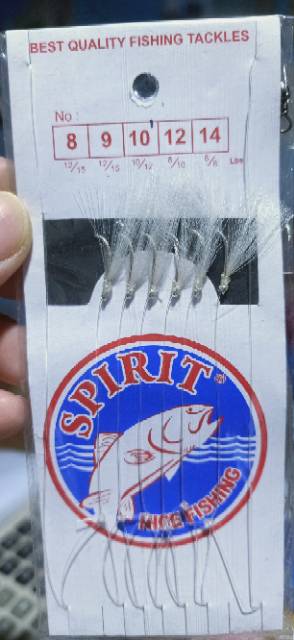 BEST QUALITY FISHING TACKLES
No :
8 9 10 12 14
12/15 12/15 10/12 8/10 6/8 Lbs
SPIRIT®
NICE FISHING